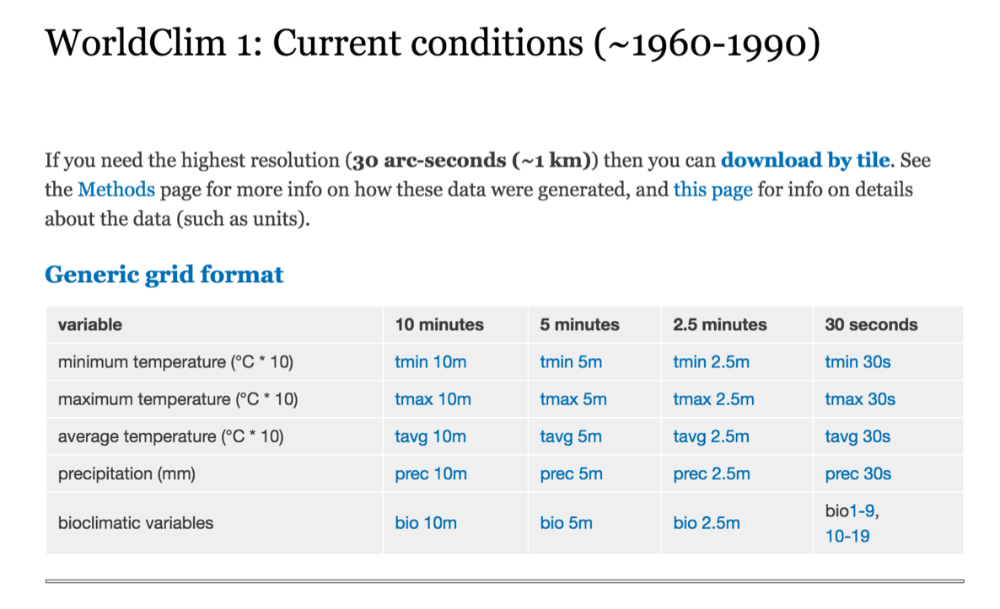 WorldClim 1: Current conditions (~1960-1990)
If you need the highest resolution (30 arc-seconds (~1 km)) then you can download by tile. See
the Methods page for more info on how these data were generated, and this page for info on details
about the data (such as units).
Generic grid format
variable 10 minutes 5 minutes 2.5 minutes 30 seconds
minimum temperature (°C * 10) tmin 10m tmin 5m tmin 2.5m tmin 30s
maximum temperature (°C * 10) tmax 10m tmax 5m tmax 2.5m tmax 30s
average temperature (°C * 10) tavg 10m tavg 5m tavg 2.5m tavg 30s
precipitation (mm) prec 10m prec 5m prec 2.5m prec 30s
bioclimatic variables bio 10m bio 5m bio 2.5m bio1-9,
10-19